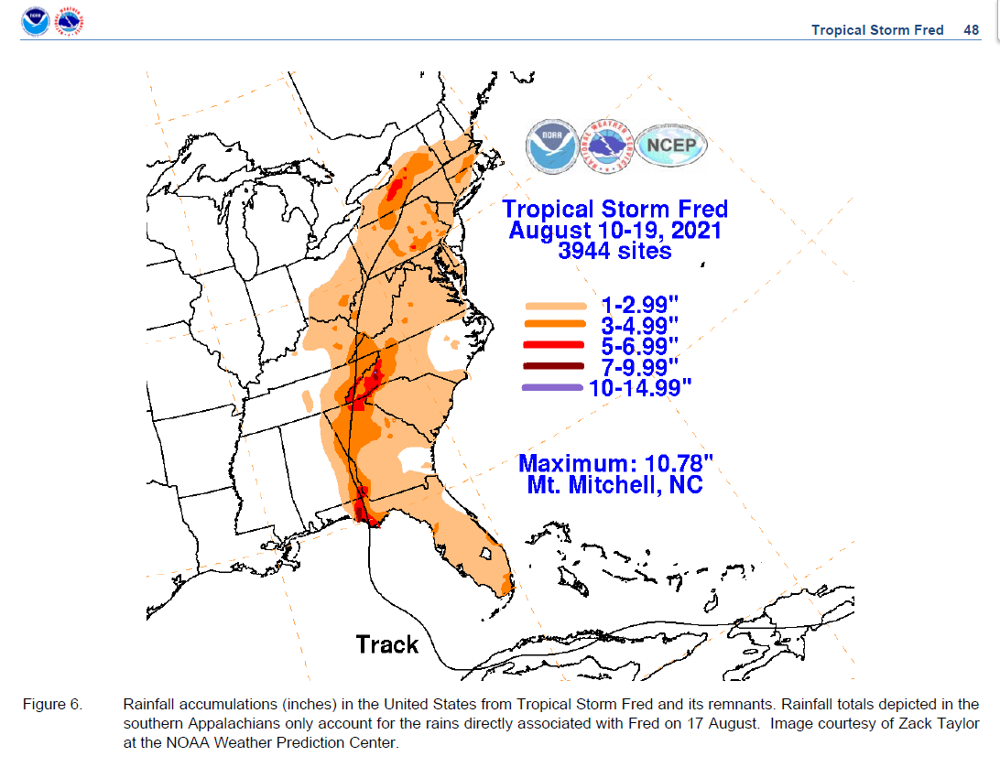 Tropical Storm Fred 48
NOAA
NATIONAL WEATHER SERVICE
NCEP
Tropical Storm Fred
August 10-19, 2021
3944 sites
1-2.99"
3-4.99"
5-6.99"
7-9.99"
10-14.99"
Maximum: 10.78"
Mt. Mitchell, NC
Track
Figure 6. Rainfall accumulations (inches) in the United States from Tropical Storm Fred and its remnants. Rainfall totals depicted in the
southern Appalachians only account for the rains directly associated with Fred on 17 August. Image courtesy of Zack Taylor
at the NOAA Weather Prediction Center.